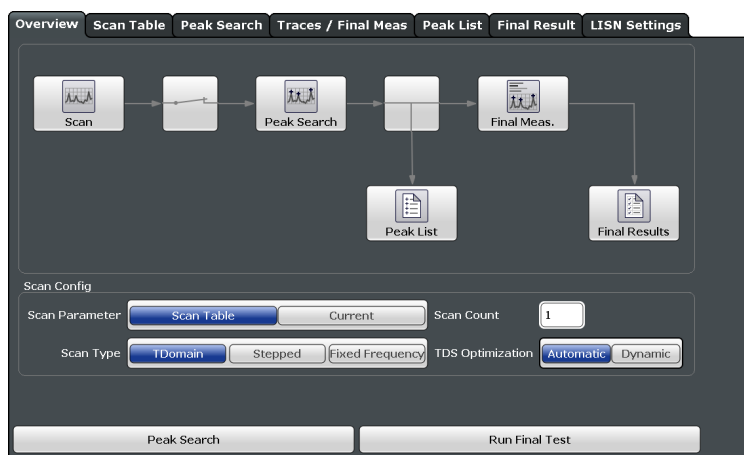 Overview Scan Table Peak Search Traces / Final Meas Peak List Final Result LISN Settings
Scan Peak Search Final Meas.
Peak List Final Results
Scan Config
Scan Parameter Scan Table Current Scan Count 1
Scan Type TDomain Stepped Fixed Frequency TDS Optimization Automatic Dynamic
Peak Search Run Final Test